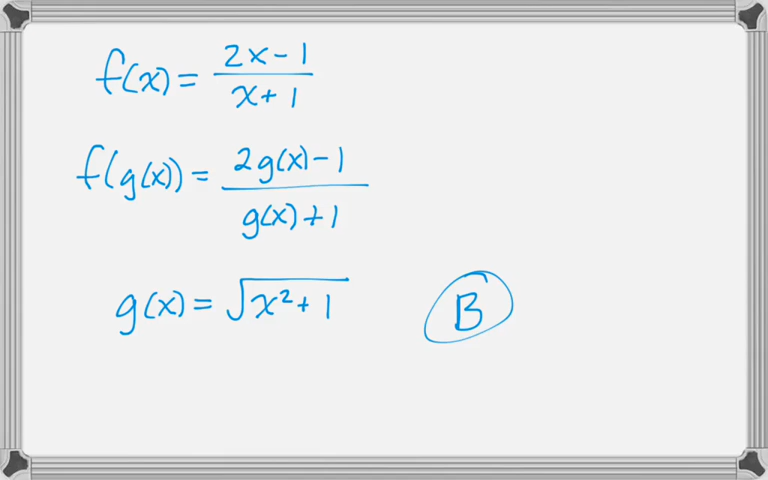 f(x) = (2x - 1)/(x + 1)
f(g(x)) = (2g(x) - 1)/(g(x) + 1)
g(x) = √(x² + 1)
B